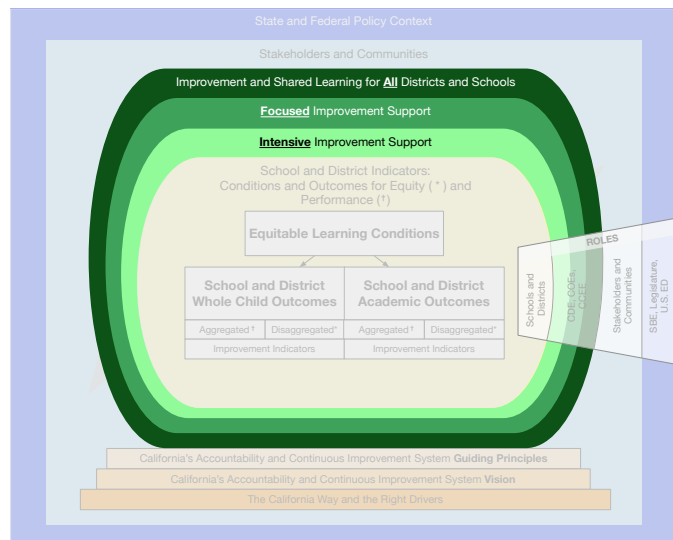 State and Federal Policy Context
Stakeholders and Communities
Improvement and Shared Learning for All Districts and Schools
Focused Improvement Support
Intensive Improvement Support
School and District Indicators:
Conditions and Outcomes for Equity ( * ) and
Performance (†)
Equitable Learning Conditions
School and District
Whole Child Outcomes
School and District
Academic Outcomes
Aggregated †
Disaggregated*
Aggregated †
Disaggregated*
Improvement Indicators
Improvement Indicators
ROLES
Schools and
Districts
CDE, COEs,
CCEE
Stakeholders and
Communities
SBE, Legislature,
U.S. ED
California's Accountability and Continuous Improvement System Guiding Principles
California's Accountability and Continuous Improvement System Vision
The California Way and the Right Drivers